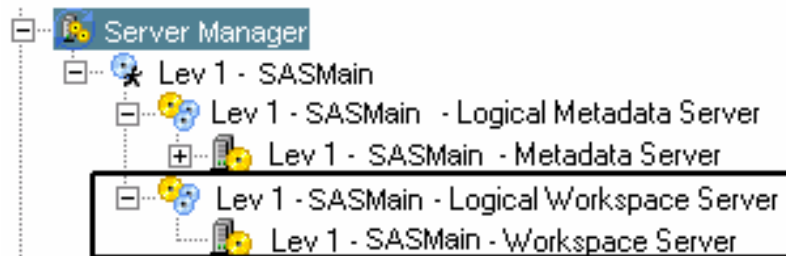 Server Manager
Lev 1 - SASMain
Lev 1 - SASMain - Logical Metadata Server
Lev 1 - SASMain - Metadata Server
Lev 1 - SASMain - Logical Workspace Server
Lev 1 - SASMain - Workspace Server